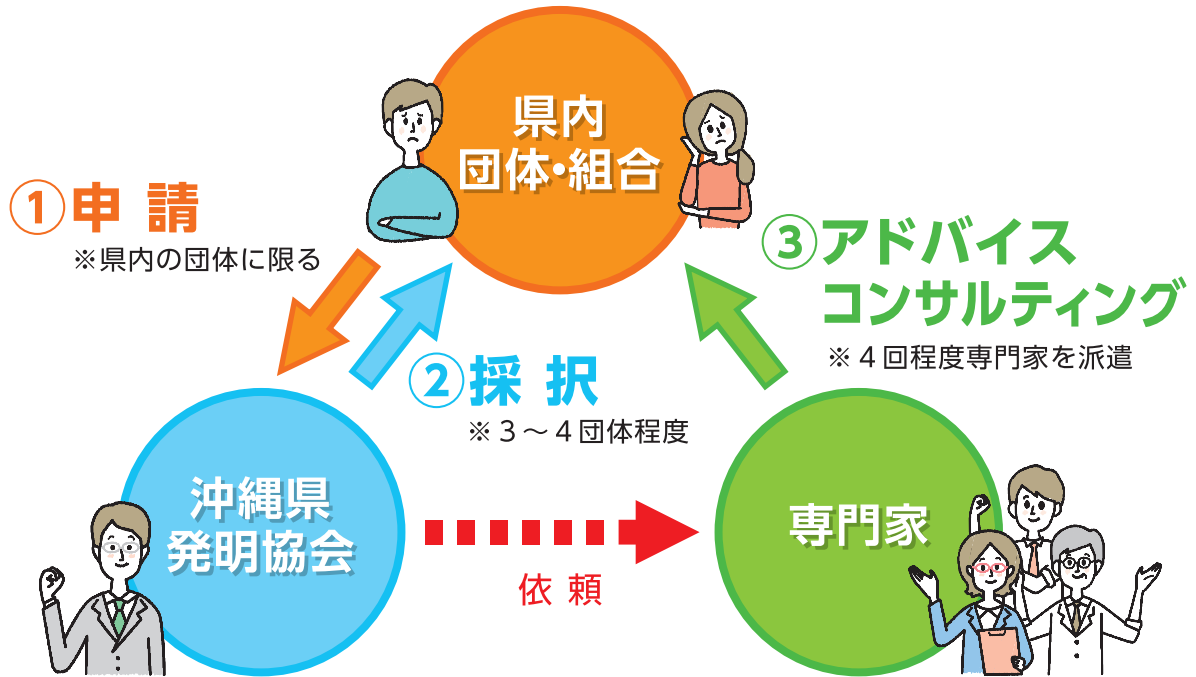 県内
団体・組合
①申請
※県内の団体に限る
③アドバイス
コンサルティング
※４回程度専門家を派遣
②採択
※３～４団体程度
沖縄県
発明協会
専門家
依頼